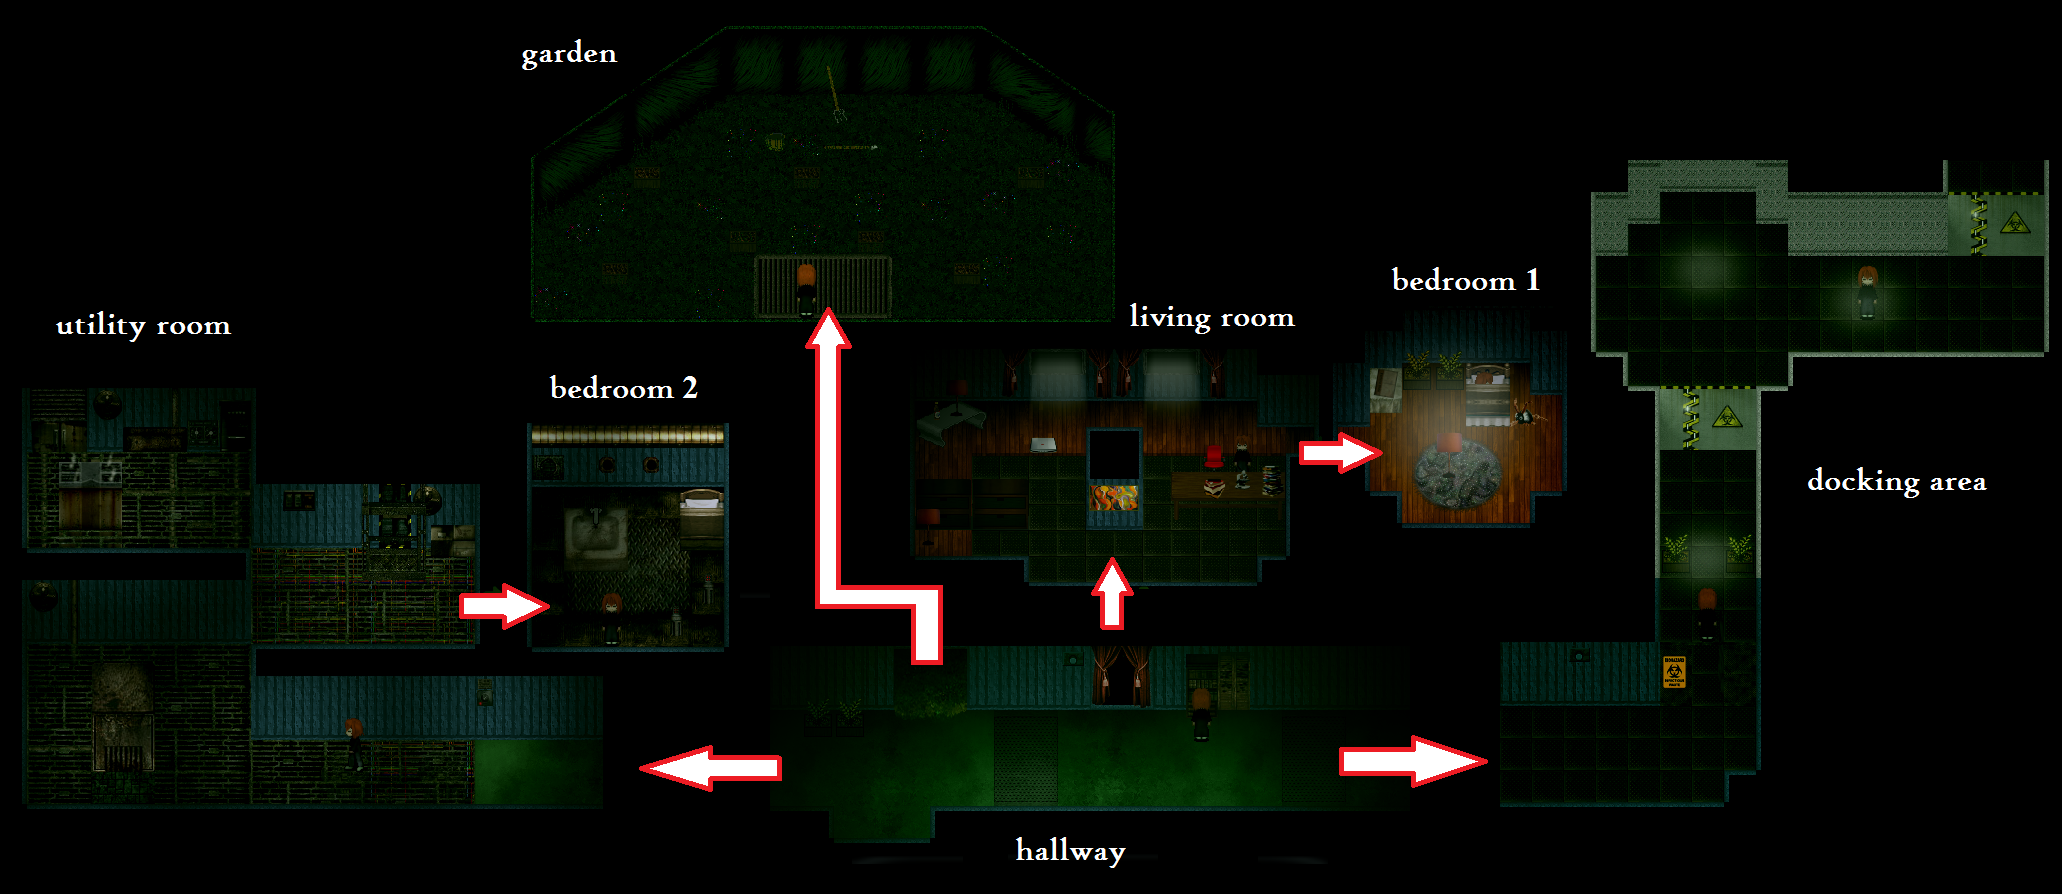 garden
bedroom 1
living room
utility room
bedroom 2
docking area
hallway